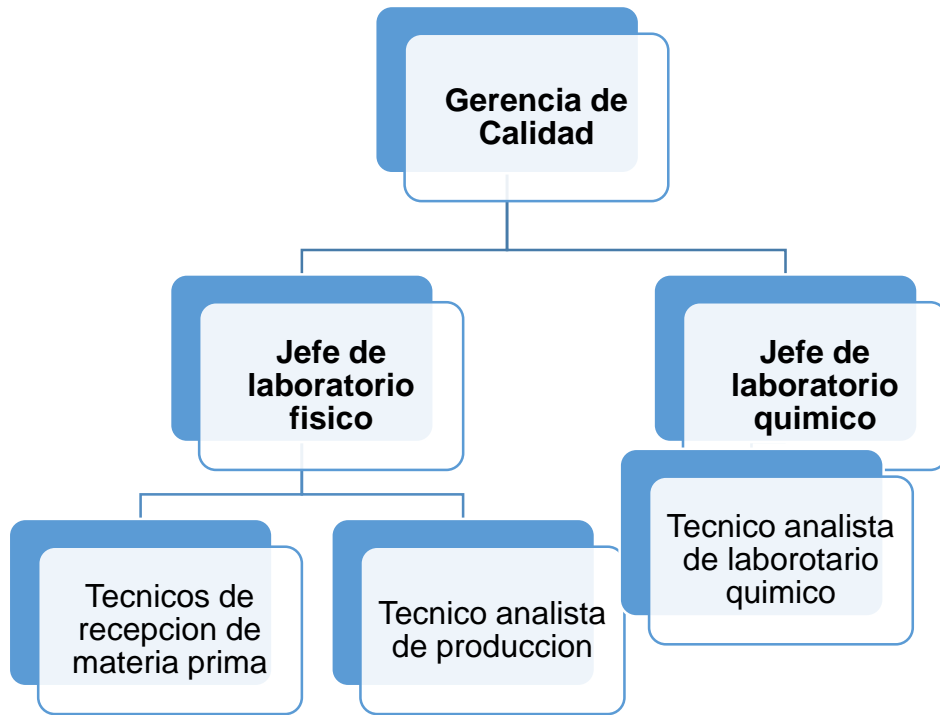 Gerencia de
Calidad
Jefe de
laboratorio
fisico
Jefe de
laboratorio
quimico
Tecnicos de
recepcion de
materia prima
Tecnico analista
de produccion
Tecnico analista
de laborotario
quimico